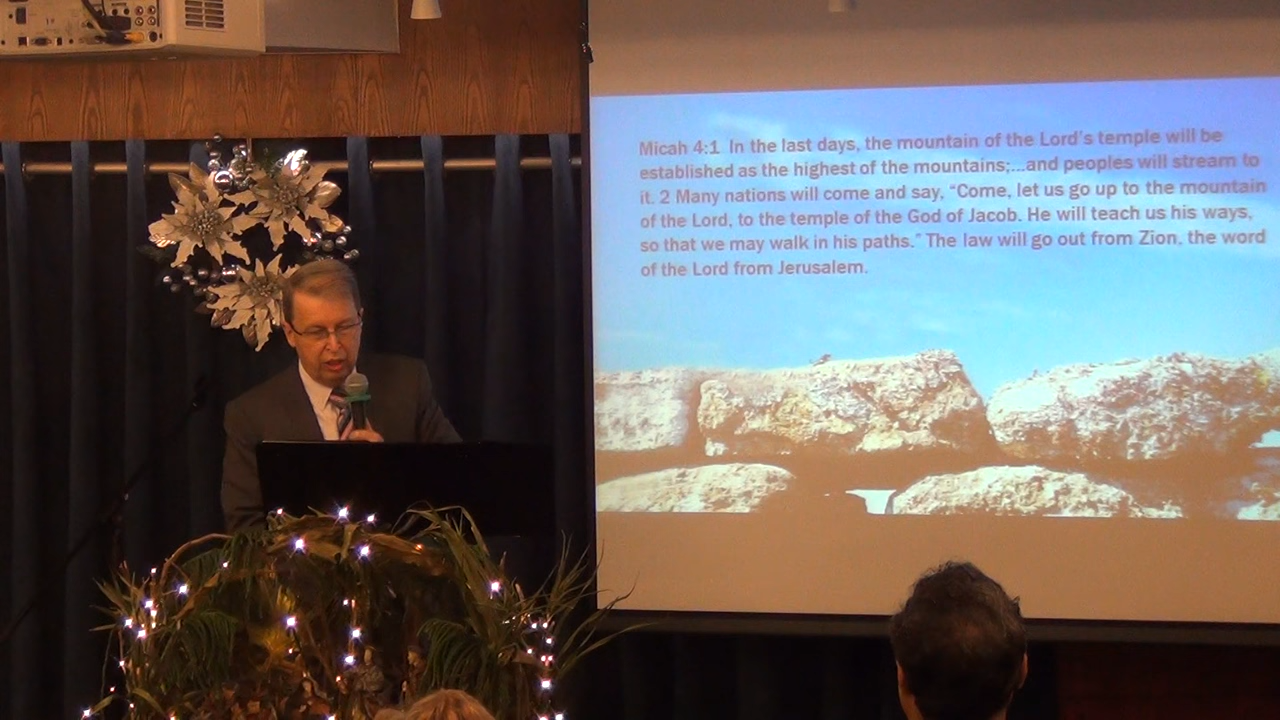 Micah 4:1 In the last days, the mountain of the Lord's temple will be
established as the highest of the mountains;...and peoples will stream to
it. 2 Many nations will come and say, "Come, let us go up to the mountain
of the Lord, to the temple of the God of Jacob. He will teach us his ways,
so that we may walk in his paths." The law will go out from Zion, the word
of the Lord from Jerusalem.